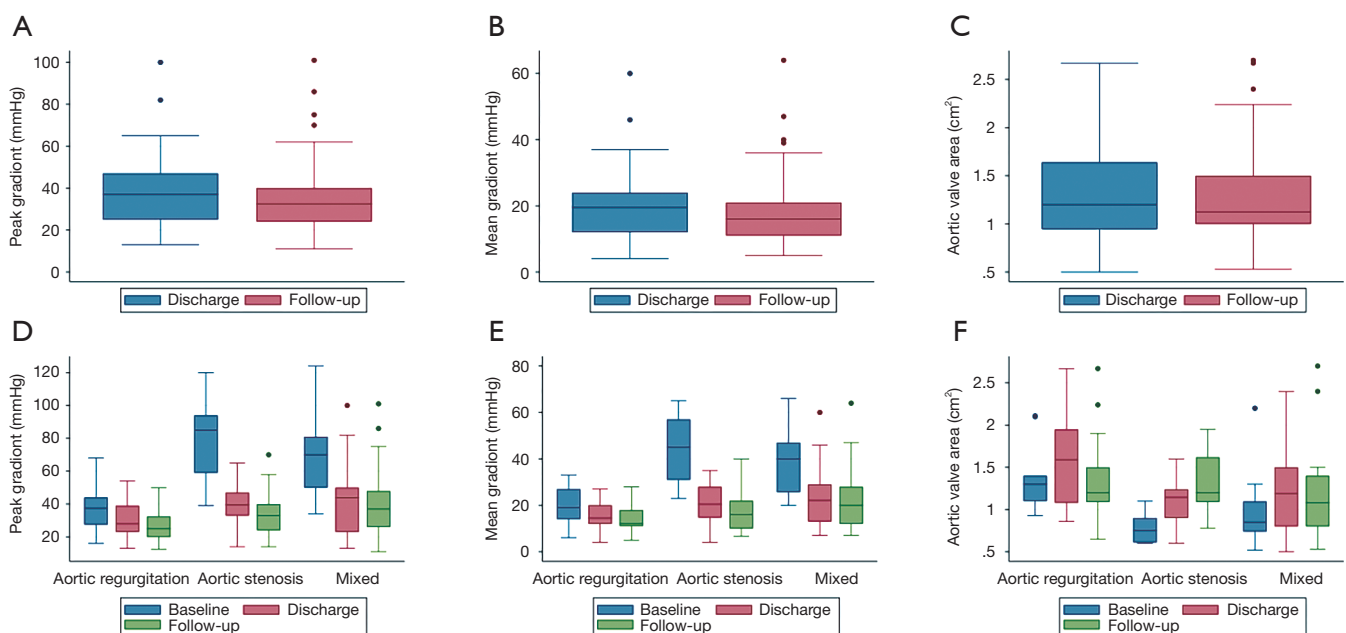 A
Peak gradiont (mmHg)
100
80
60
40
20
0
Discharge Follow-up
B
Mean gradiont (mmHg)
60
40
20
0
Discharge Follow-up
C
Aortic valve area (cm²)
2.5
2
1.5
1
.5
Discharge Follow-up
D
Peak gradiont (mmHg)
120
100
80
60
40
20
Aortic regurgitation Aortic stenosis Mixed
Baseline Discharge
Follow-up
E
Mean gradiont (mmHg)
80
60
40
20
0
Aortic regurgitation Aortic stenosis Mixed
Baseline Discharge
Follow-up
F
Aortic valve area (cm²)
2.5
2
1.5
1
.5
Aortic regurgitation Aortic stenosis Mixed
Baseline Discharge
Follow-up